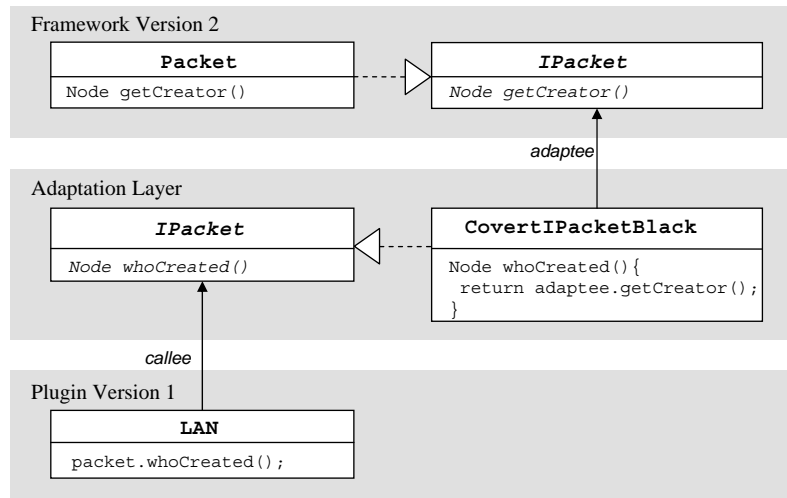 Framework Version 2
Packet
Node getCreator()
IPacket
Node getCreator()
adaptee
Adaptation Layer
IPacket
Node whoCreated()
CovertIPacketBlack
Node whoCreated(){
return adaptee.getCreator();
}
callee
Plugin Version 1
LAN
packet.whoCreated();